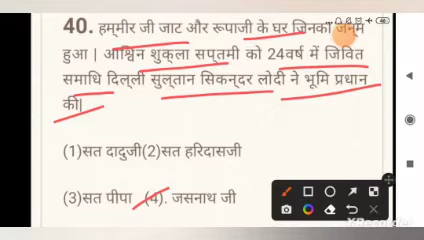 40. हम्मीर जी जाट और रूपाजी के घर जिनका जन्म
हुआ | आश्विन शुक्ला सप्तमी को 24वर्ष में जिवित
समाधि दिल्ली सुल्तान सिकन्दर लोदी ने भूमि प्रधान
की|
(1)सत दादुजी(2)सत हरिदासजी
(3)सत पीपा (4). जसनाथ जी